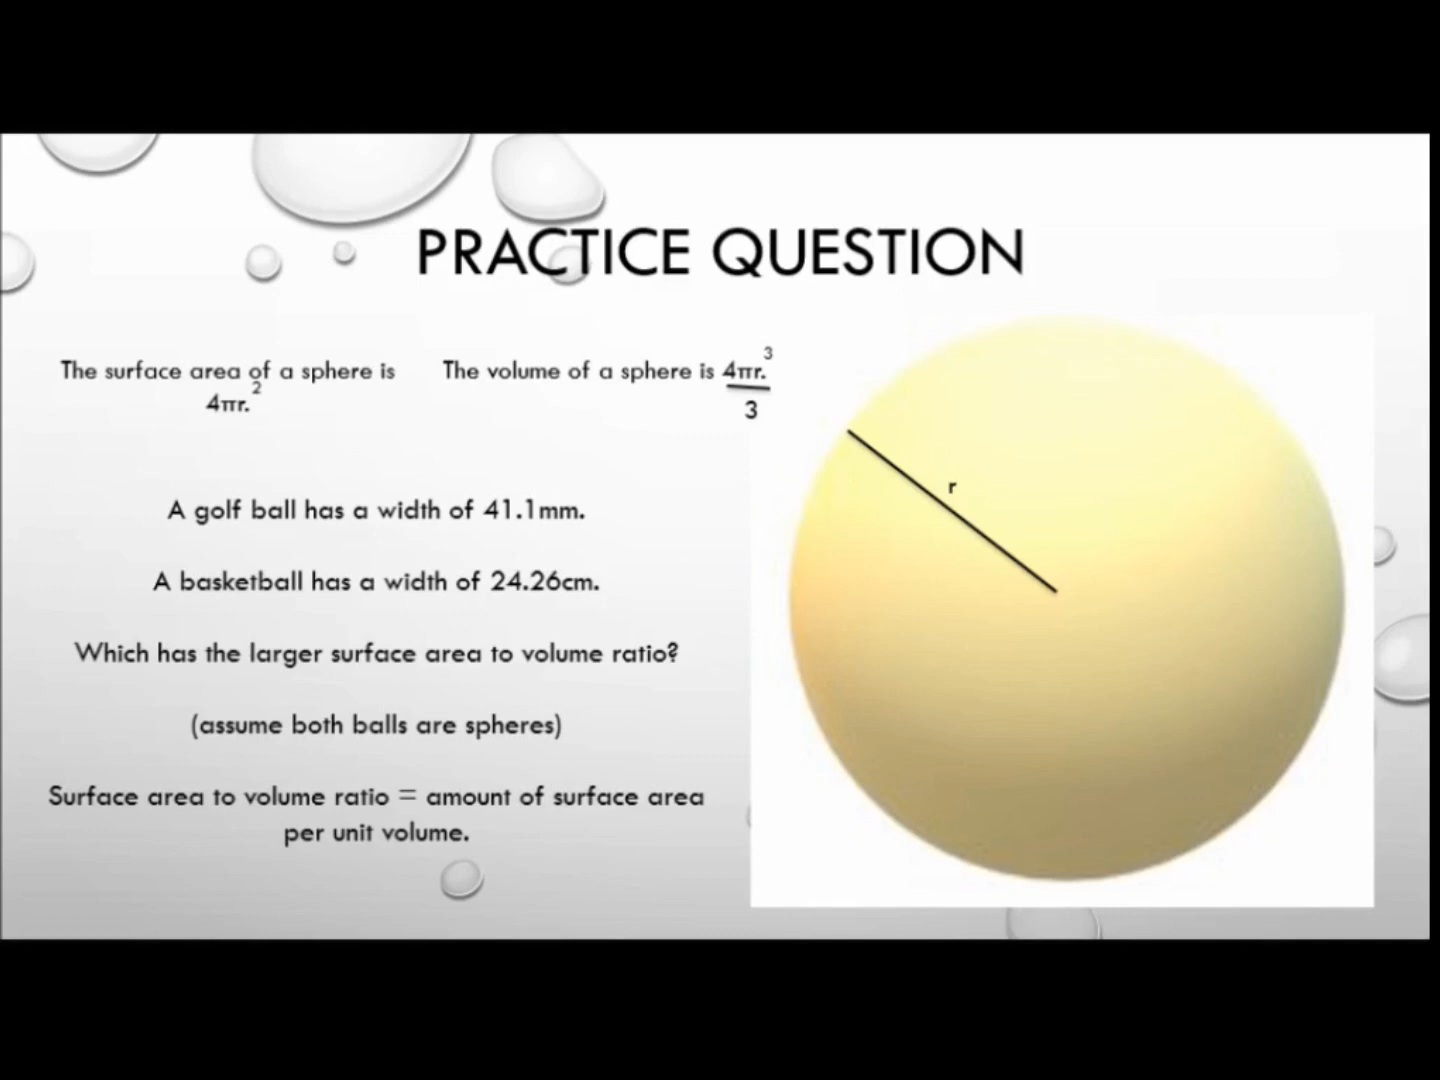 PRACTICE QUESTION
The surface area of a sphere is
4πr.²
The volume of a sphere is 4πr.³
3
r
A golf ball has a width of 41.1mm.
A basketball has a width of 24.26cm.
Which has the larger surface area to volume ratio?
(assume both balls are spheres)
Surface area to volume ratio = amount of surface area
per unit volume.